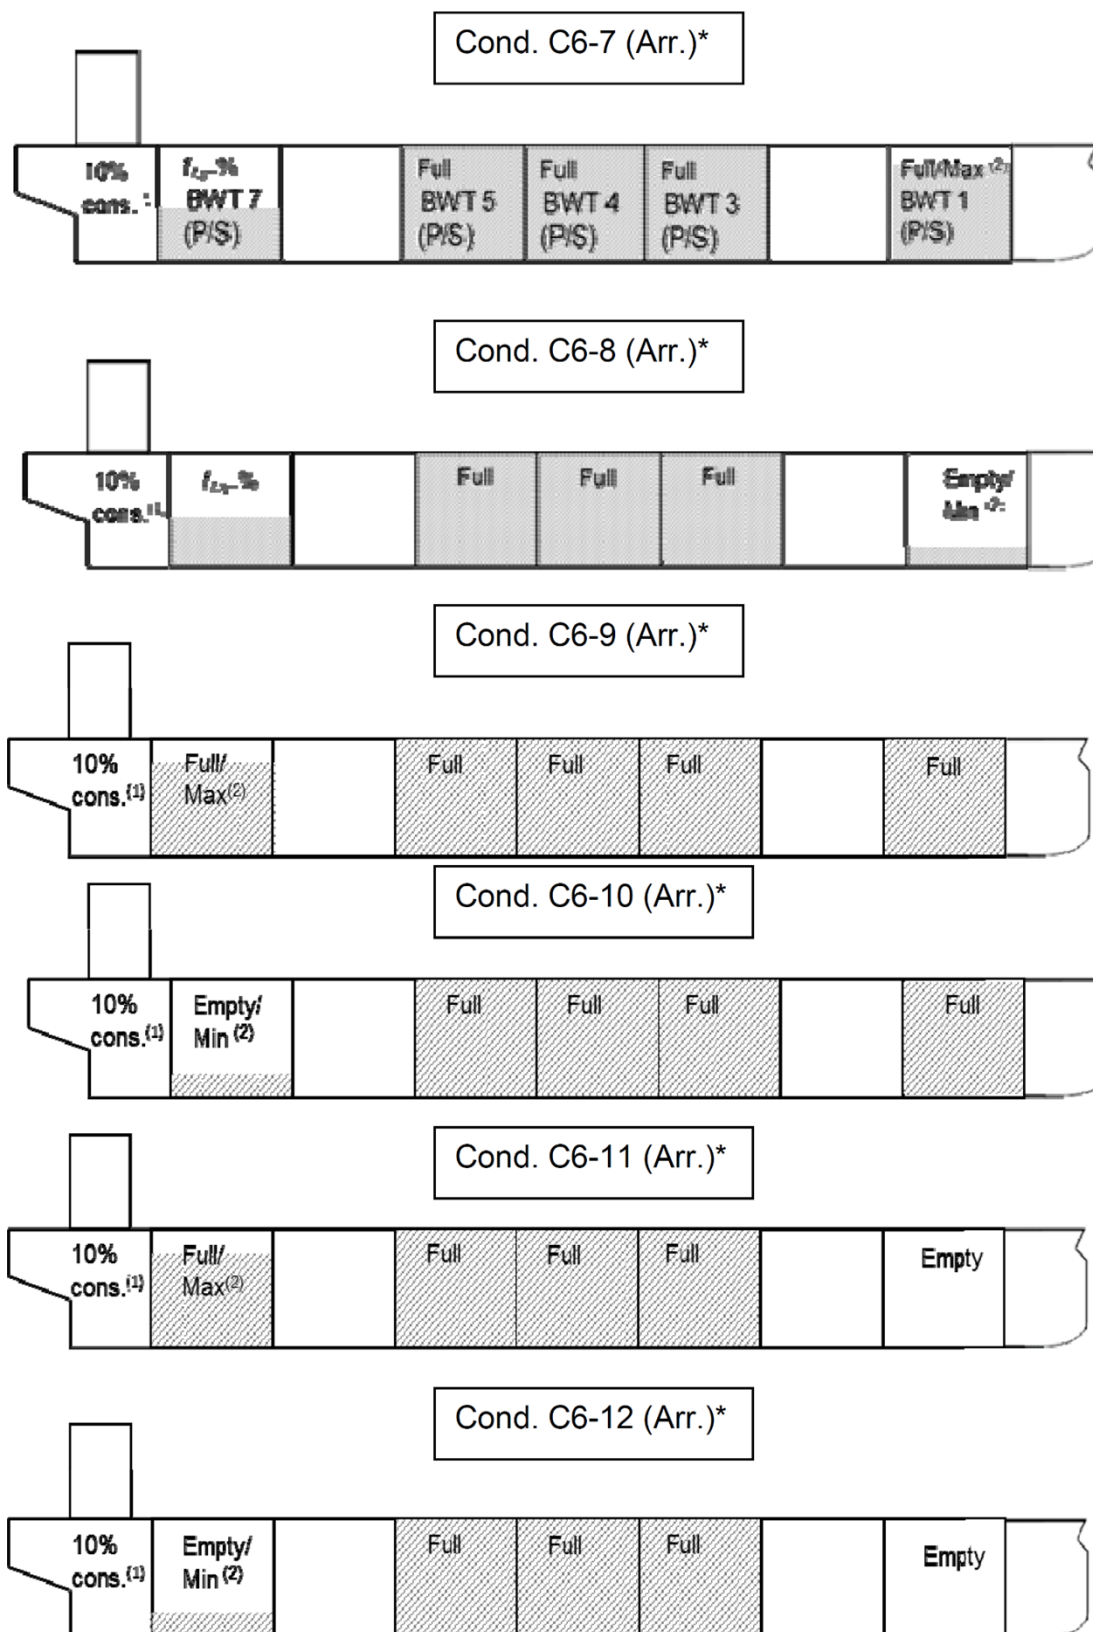 Cond. C6-7 (Arr.)*
10%
cons.
%
BWT 7
(P/S)
Full
BWT 5
(P/S)
Full
BWT 4
(P/S)
Full
BWT 3
(P/S)
Full/Max (2)
BWT 1
(P/S)
Cond. C6-8 (Arr.)*
10%
cons.
%
Full
Full
Full
Empty/
Cond. C6-9 (Arr.)*
10%
cons.(1)
Full/
Max(2)
Full
Full
Full
Full
Cond. C6-10 (Arr.)*
10%
cons.(1)
Empty/
Min (2)
Full
Full
Full
Full
Cond. C6-11 (Arr.)*
10%
cons.(1)
Full/
Max(2)
Full
Full
Full
Empty
Cond. C6-12 (Arr.)*
10%
cons.(1)
Empty/
Min (2)
Full
Full
Full
Empty